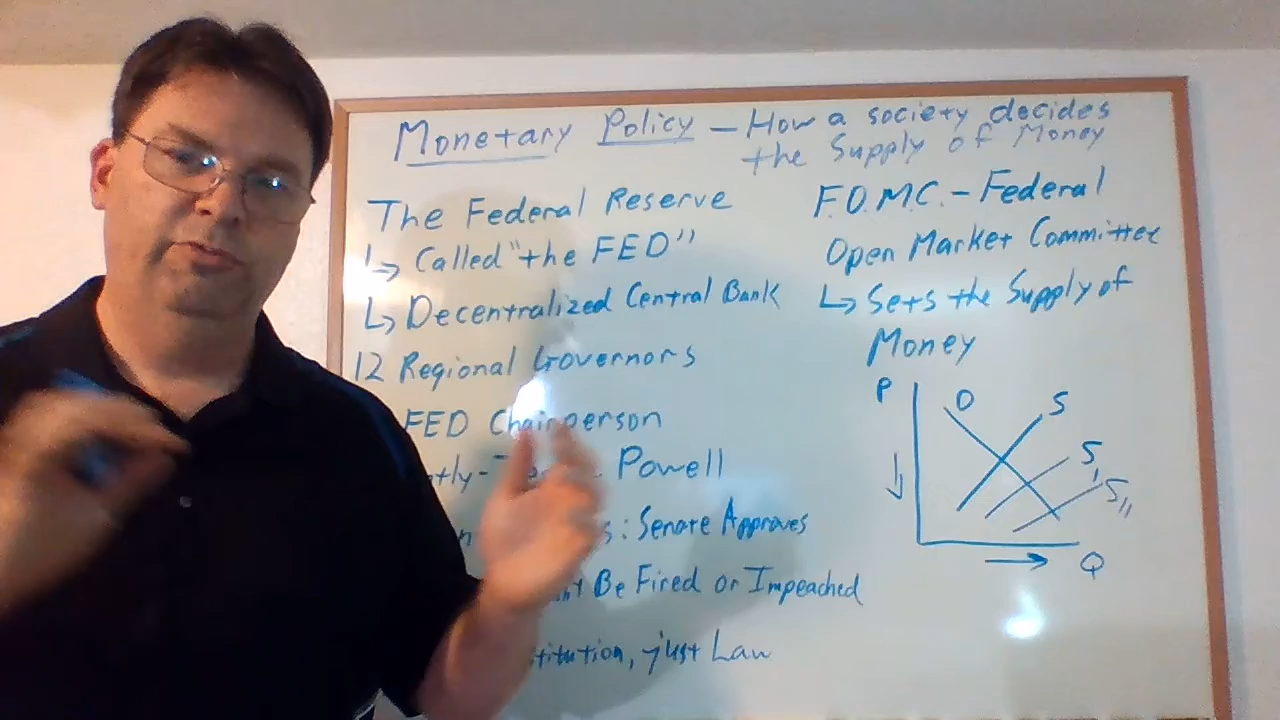 Monetary Policy – How a society decides
the Supply of Money
The Federal Reserve
↳ Called "the FED"
↳ Decentralized Central Bank
12 Regional Governors
FED Chairperson
Powell
: Senate Approves
Be Fired or Impeached
just Law
F.O.M.C. – Federal
Open Market Committee
↳ Sets the Supply of
Money
P
D
S
S,
S,,
Q